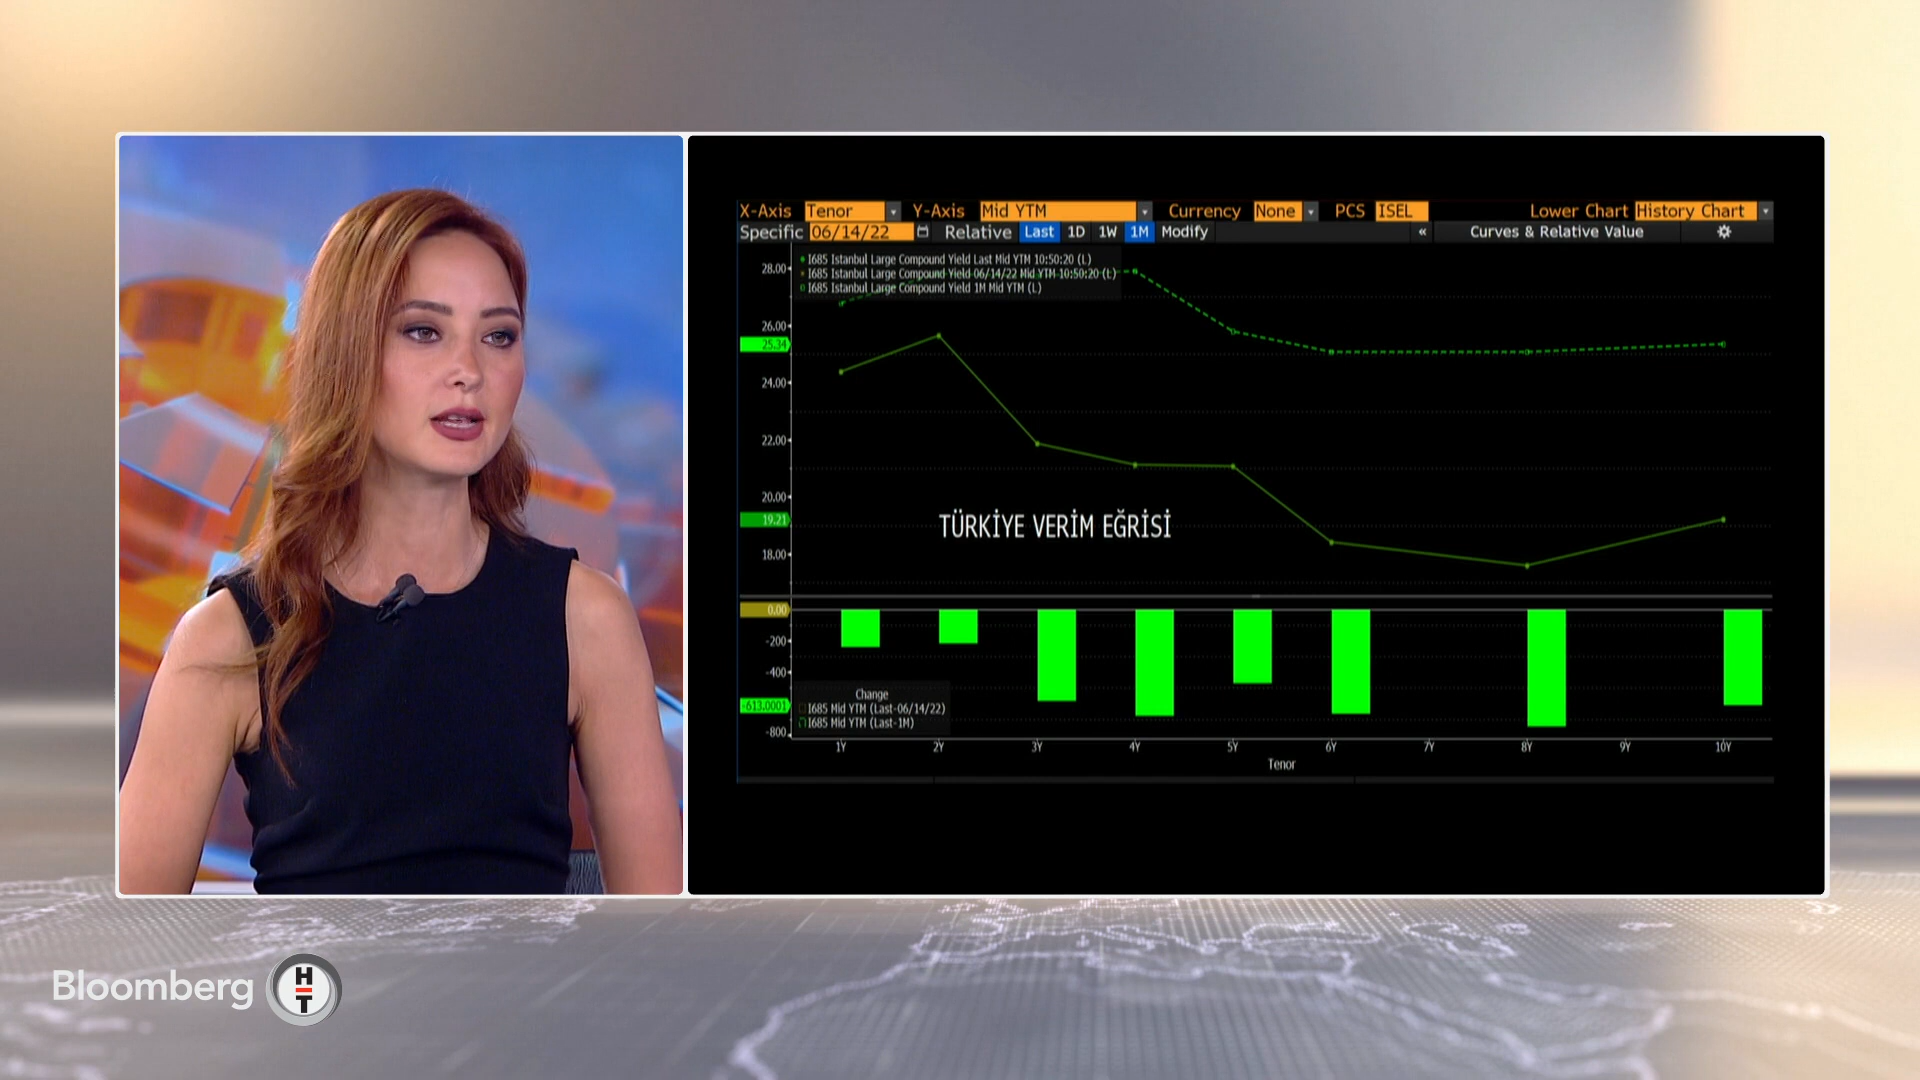 X-Axis Tenor Y-Axis Mid YTM Currency None PCS ISEL Lower Chart History Chart
Specific 06/14/22 Relative Last 1D 1W 1M Modify « Curves & Relative Value
I685 Istanbul Large Compound Yield Last Mid YTM 10:50:20 (L)
I685 Istanbul Large Compound Yield 06/14/22 Mid YTM 10:50:20 (L)
I685 Istanbul Large Compound Yield 1M Mid YTM (L)
28.00
26.00
25.34
24.00
22.00
20.00
19.21
18.00
TÜRKİYE VERİM EĞRİSİ
0.00
-200
-400
-613.0001
-800
Change
I685 Mid YTM (Last-06/14/22)
I685 Mid YTM (Last-1M)
1Y 2Y 3Y 4Y 5Y 6Y 7Y 8Y 9Y 10Y
Tenor
Bloomberg HT